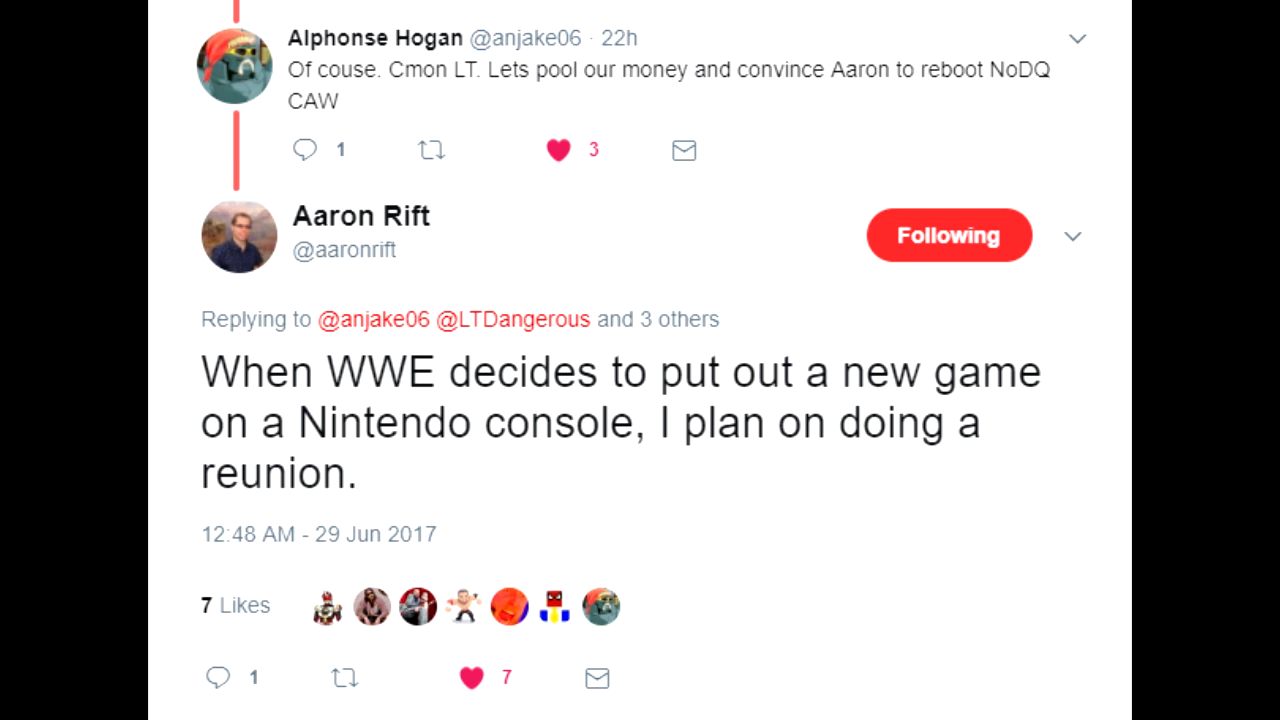 Alphonse Hogan @anjake06 · 22h
Of couse. Cmon LT. Lets pool our money and convince Aaron to reboot NoDQ
CAW
1 3
Aaron Rift
Following
@aaronrift
Replying to @anjake06 @LTDangerous and 3 others
When WWE decides to put out a new game
on a Nintendo console, I plan on doing a
reunion.
12:48 AM - 29 Jun 2017
7 Likes
1 7